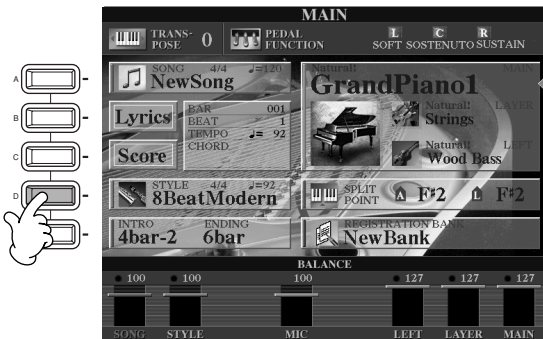 MAIN
TRANS-
POSE 0
PEDAL
FUNCTION
L C R
SOFT SOSTENUTO SUSTAIN
SONG 4/4 ♩=120
NewSong
Natural! MAIN
GrandPiano1
Lyrics
BAR 001
BEAT 1
TEMPO ♩= 92
CHORD
Score
Natural! LAYER
Strings
Natural! LEFT
Wood Bass
STYLE 4/4 ♩=92
8BeatModern
SPLIT
POINT A F♯2 L F♯2
INTRO ENDING
4bar-2 6bar
REGISTRATION BANK
NewBank
A
B
C
D
BALANCE
100 100 100 127 127 127
SONG STYLE MIC LEFT LAYER MAIN